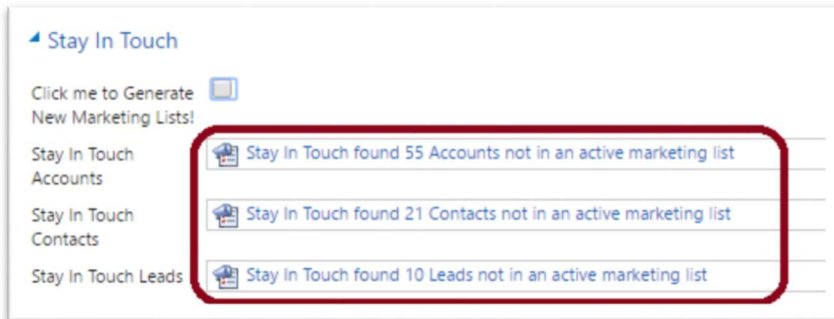 Stay In Touch
Click me to Generate
New Marketing Lists!
Stay In Touch
Accounts
Stay In Touch found 55 Accounts not in an active marketing list
Stay In Touch
Contacts
Stay In Touch found 21 Contacts not in an active marketing list
Stay In Touch Leads
Stay In Touch found 10 Leads not in an active marketing list